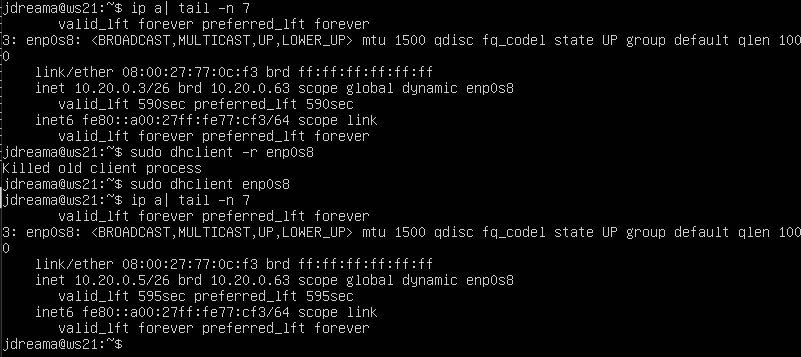 jdreama@ws21:~$ ip a| tail -n 7
valid_lft forever preferred_lft forever
3: enp0s8: <BROADCAST,MULTICAST,UP,LOWER_UP> mtu 1500 qdisc fq_codel state UP group default qlen 100
0
link/ether 08:00:27:77:0c:f3 brd ff:ff:ff:ff:ff:ff
inet 10.20.0.3/26 brd 10.20.0.63 scope global dynamic enp0s8
valid_lft 590sec preferred_lft 590sec
inet6 fe80::a00:27ff:fe77:cf3/64 scope link
valid_lft forever preferred_lft forever
jdreama@ws21:~$ sudo dhclient -r enp0s8
Killed old client process
jdreama@ws21:~$ sudo dhclient enp0s8
jdreama@ws21:~$ ip a| tail -n 7
valid_lft forever preferred_lft forever
3: enp0s8: <BROADCAST,MULTICAST,UP,LOWER_UP> mtu 1500 qdisc fq_codel state UP group default qlen 100
0
link/ether 08:00:27:77:0c:f3 brd ff:ff:ff:ff:ff:ff
inet 10.20.0.5/26 brd 10.20.0.63 scope global dynamic enp0s8
valid_lft 595sec preferred_lft 595sec
inet6 fe80::a00:27ff:fe77:cf3/64 scope link
valid_lft forever preferred_lft forever
jdreama@ws21:~$